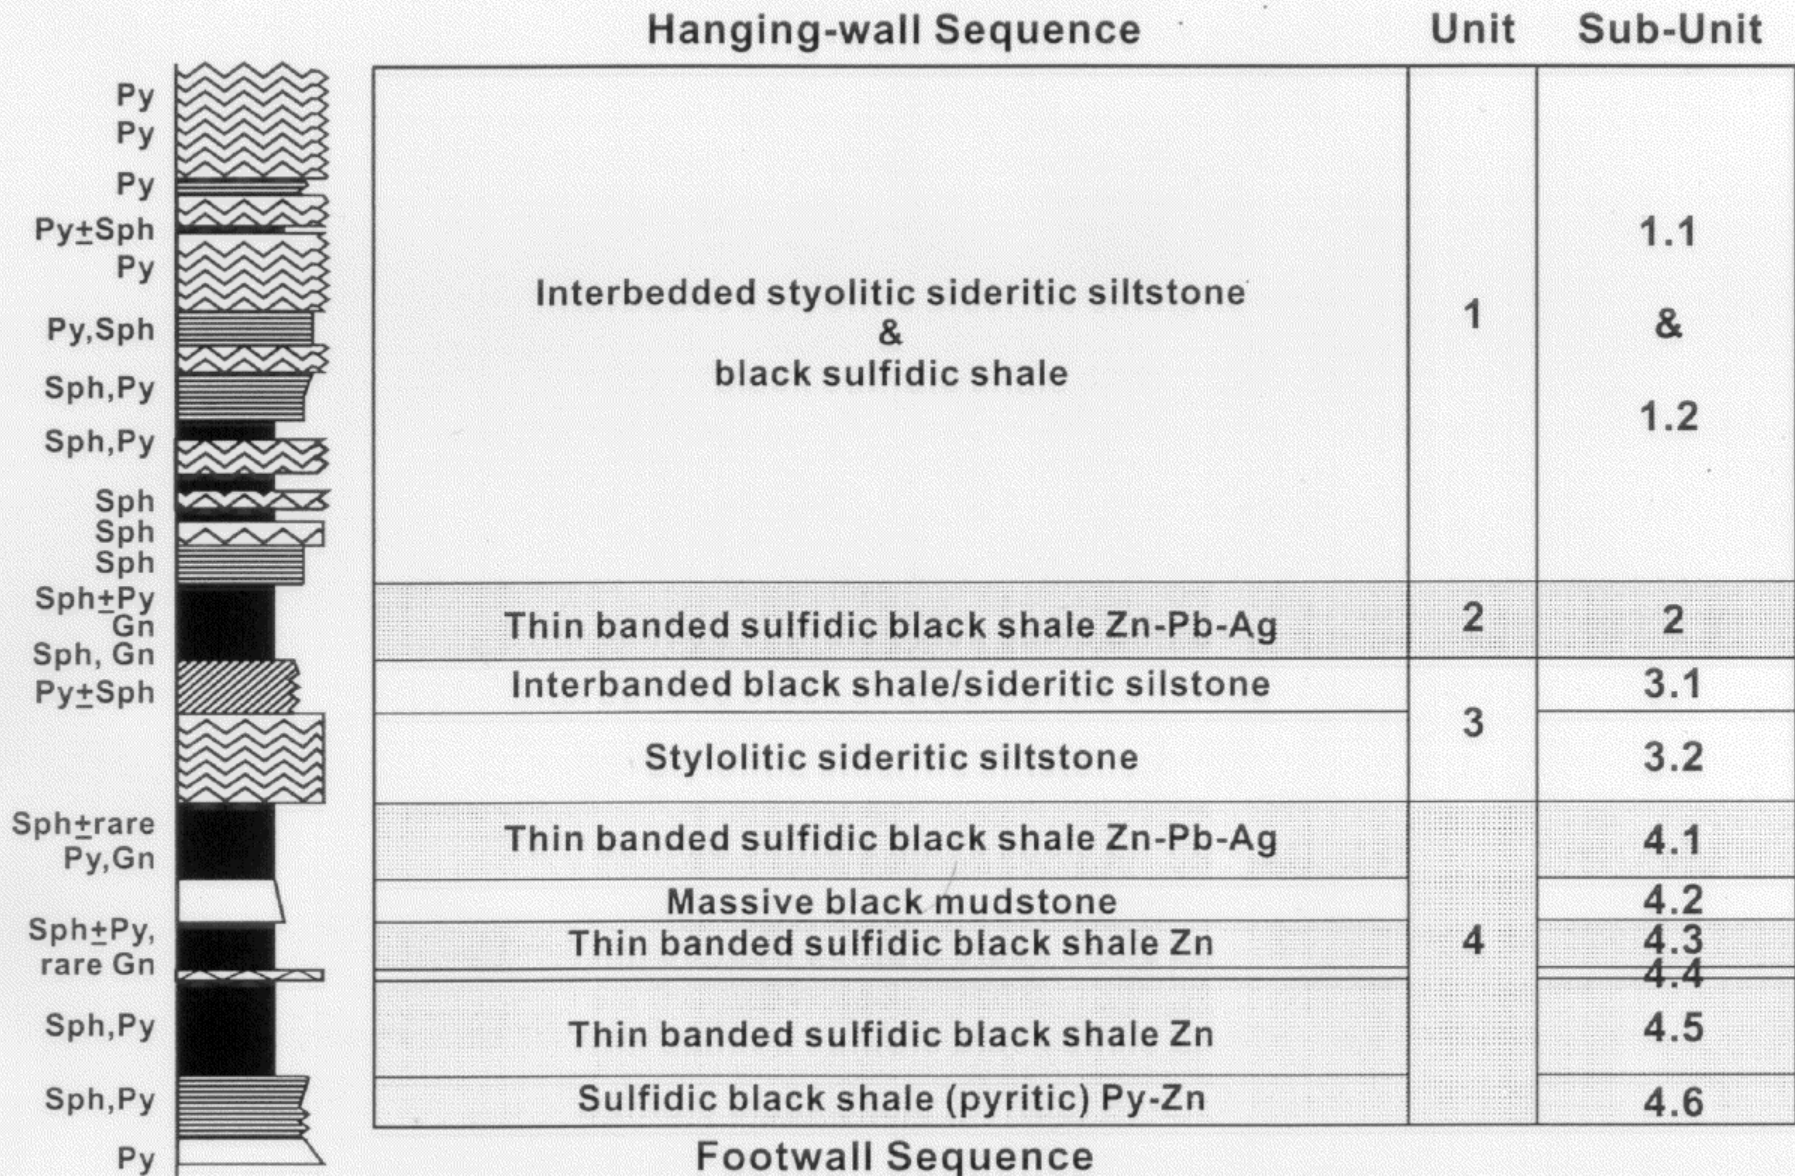 Hanging-wall Sequence Unit Sub-Unit
Py
Py
Py
Py±Sph
Py
Py,Sph
Sph,Py
Sph,Py
Sph
Sph
Sph
Sph±Py
Gn
Sph, Gn
Py±Sph
Sph±rare
Py,Gn
Sph±Py,
rare Gn
Sph,Py
Sph,Py
Py
Interbedded styolitic sideritic siltstone
&
black sulfidic shale
1
1.1
&
1.2
Thin banded sulfidic black shale Zn-Pb-Ag 2 2
Interbanded black shale/sideritic silstone 3.1
3
Stylolitic sideritic siltstone 3.2
Thin banded sulfidic black shale Zn-Pb-Ag 4.1
Massive black mudstone 4.2
Thin banded sulfidic black shale Zn 4 4.3
4.4
Thin banded sulfidic black shale Zn 4.5
Sulfidic black shale (pyritic) Py-Zn 4.6
Footwall Sequence